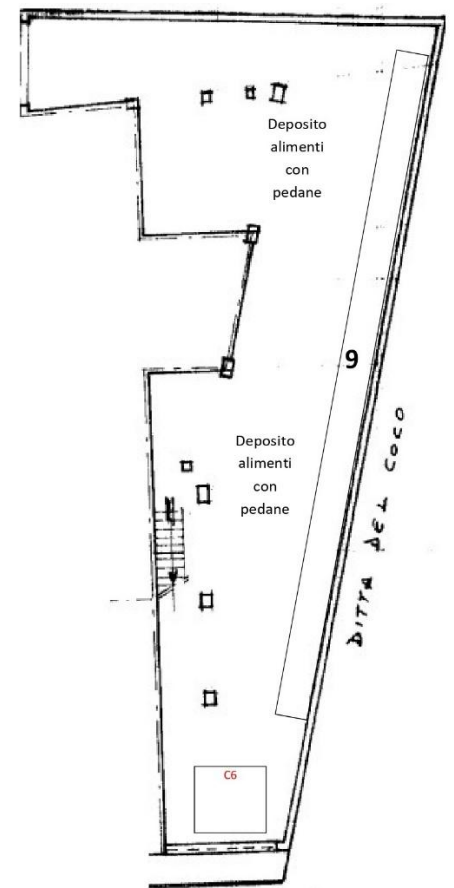 Deposito
alimenti
con
pedane
9
Deposito
alimenti
con
pedane
DITTA DEL COCO
C6